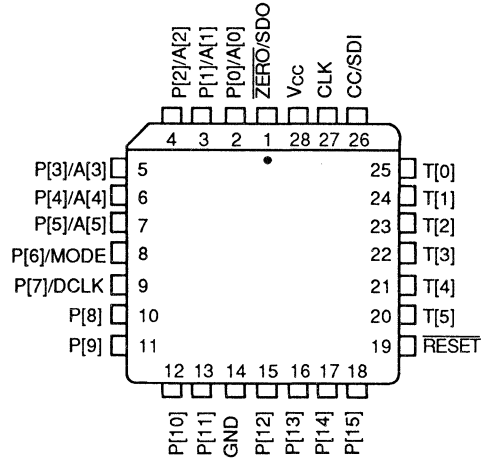 P[2]/A[2]
P[1]/A[1]
P[0]/A[0]
ZERO/SDO
Vcc
CLK
CC/SDI
4 3 2 1 28 27 26
P[3]/A[3] 5 25 T[0]
P[4]/A[4] 6 24 T[1]
P[5]/A[5] 7 23 T[2]
P[6]/MODE 8 22 T[3]
P[7]/DCLK 9 21 T[4]
P[8] 10 20 T[5]
P[9] 11 19 RESET
12 13 14 15 16 17 18
P[10]
P[11]
GND
P[12]
P[13]
P[14]
P[15]